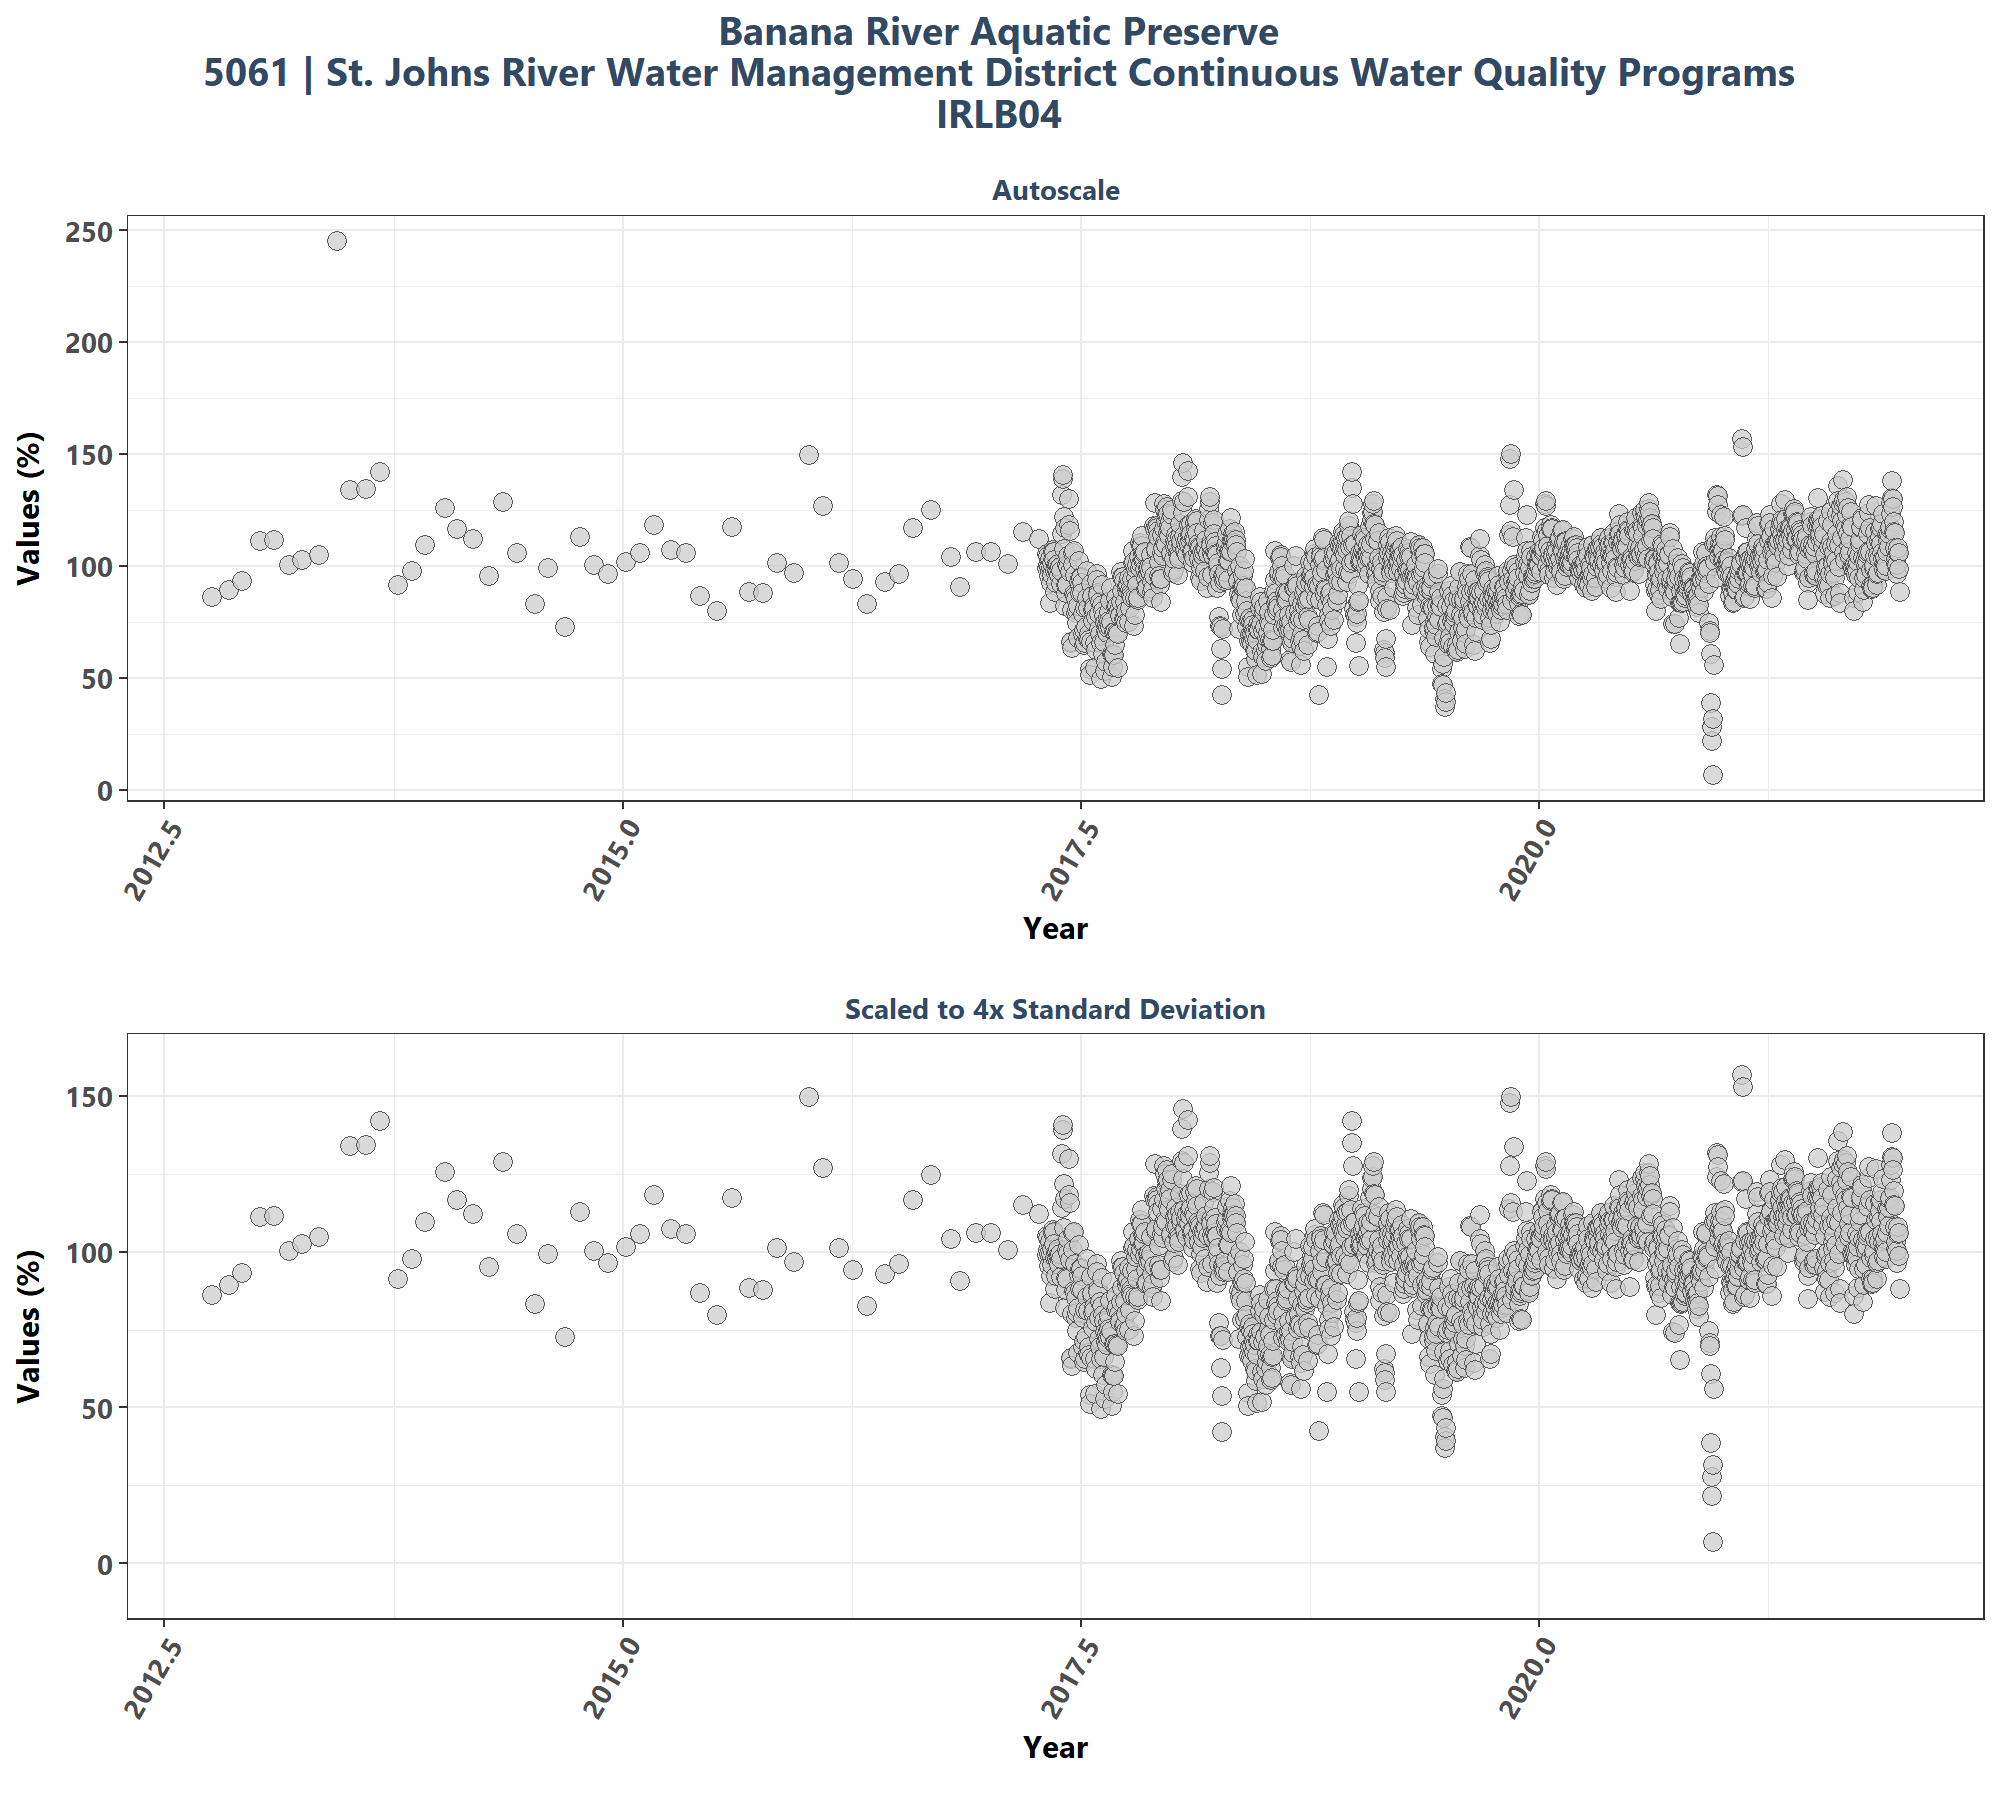 Banana River Aquatic Preserve
5061 | St. Johns River Water Management District Continuous Water Quality Programs
IRLB04
Autoscale
250
200
150
100
50
0
Values (%)
2012.5
2015.0
2017.5
2020.0
Year
Scaled to 4x Standard Deviation
150
100
50
0
Values (%)
2012.5
2015.0
2017.5
2020.0
Year